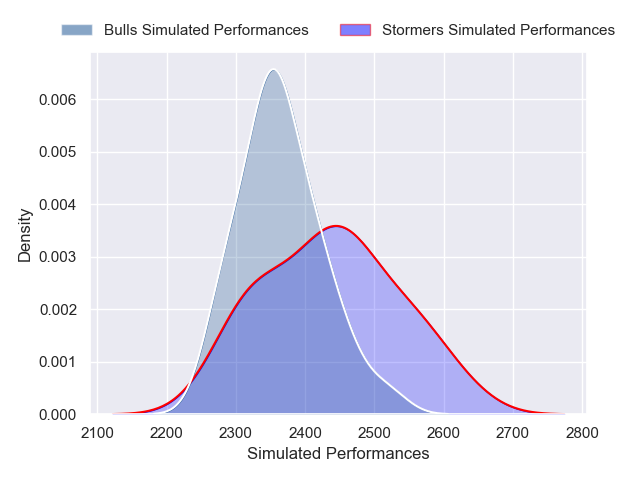 Bulls Simulated Performances
Stormers Simulated Performances
0.006
0.005
0.004
0.003
0.002
0.001
0.000
Density
2100 2200 2300 2400 2500 2600 2700 2800
Simulated Performances